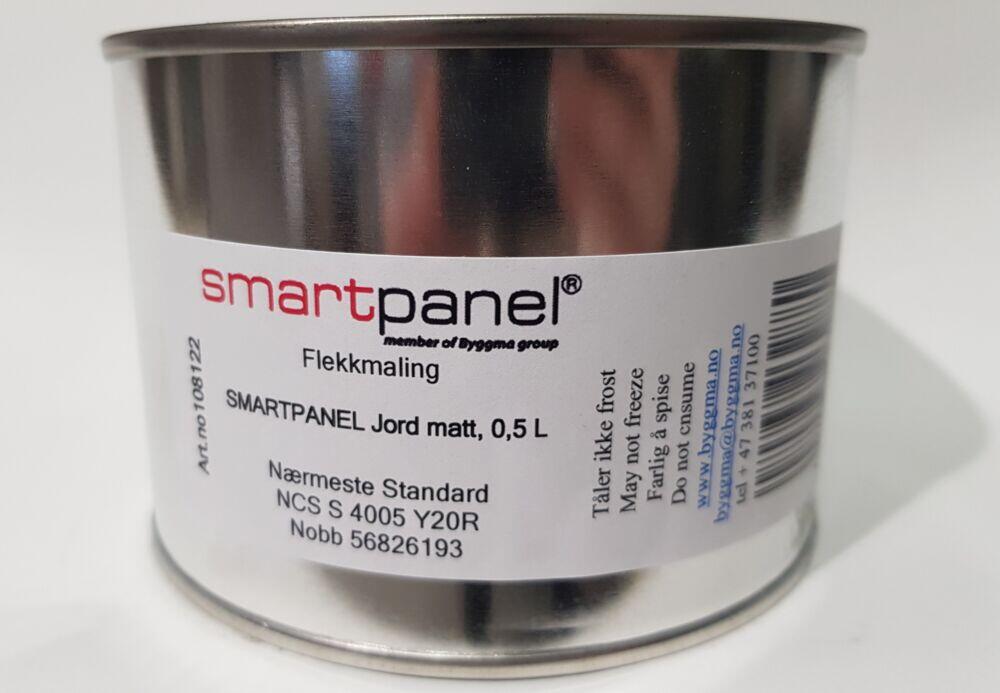 smartpanel®
member of Byggma group
Flekkmaling
SMARTPANEL Jord matt, 0,5 L
Nærmeste Standard
NCS S 4005 Y20R
Nobb 56826193
Art.no108122
Tåler ikke frost
May not freeze
Farlig å spise
Do not cnsume
www.byggma.no
byggma@byggma.no
tel + 47 381 37100